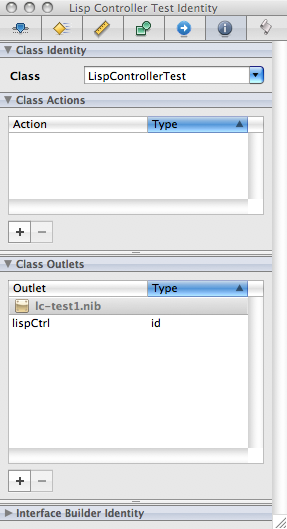 Lisp Controller Test Identity
Class Identity
Class LispControllerTest
Class Actions
Action Type
Class Outlets
Outlet Type
lc-test1.nib
lispCtrl id
Interface Builder Identity